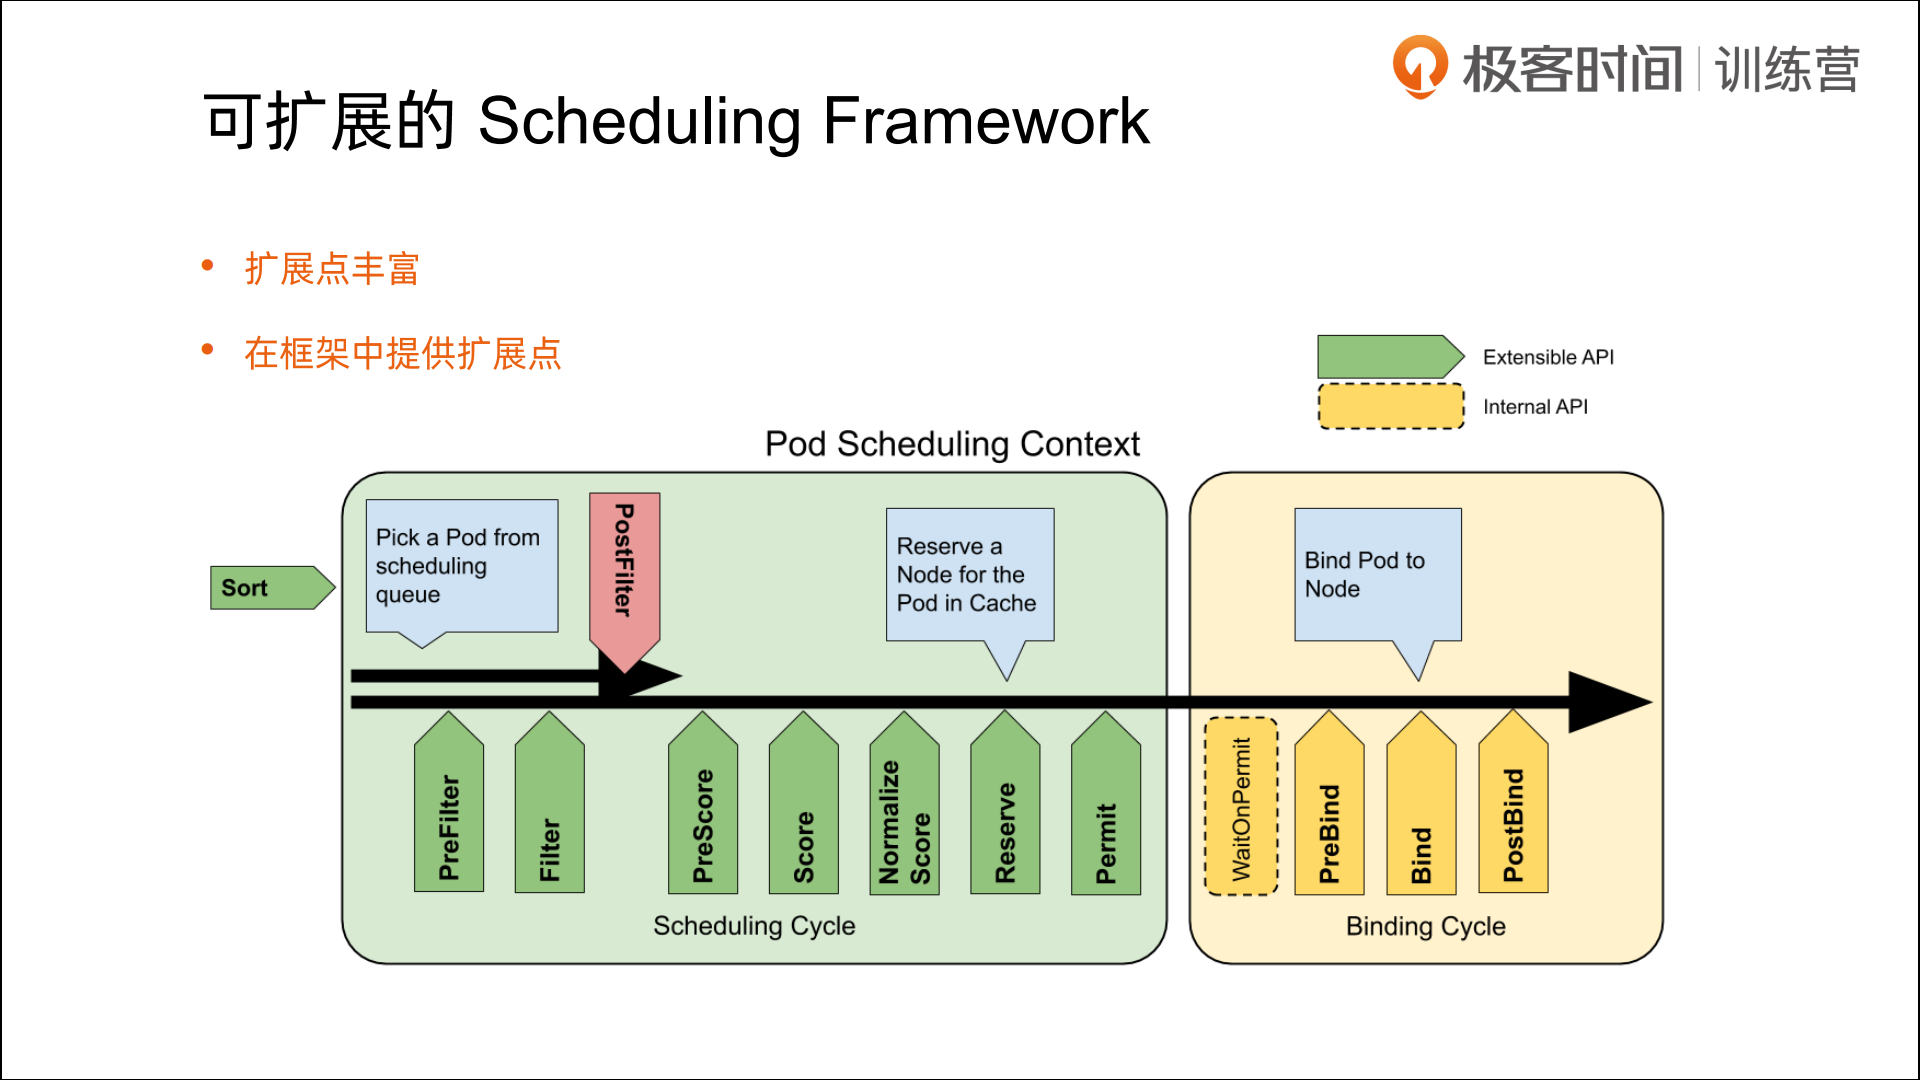 极客时间 训练营
可扩展的 Scheduling Framework
扩展点丰富
在框架中提供扩展点
Extensible API
Internal API
Pod Scheduling Context
Sort
Pick a Pod from
scheduling
queue
PostFilter
Reserve a
Node for the
Pod in Cache
Bind Pod to
Node
PreFilter
Filter
PreScore
Score
Normalize
Score
Reserve
Permit
WaitOnPermit
PreBind
Bind
PostBind
Scheduling Cycle
Binding Cycle